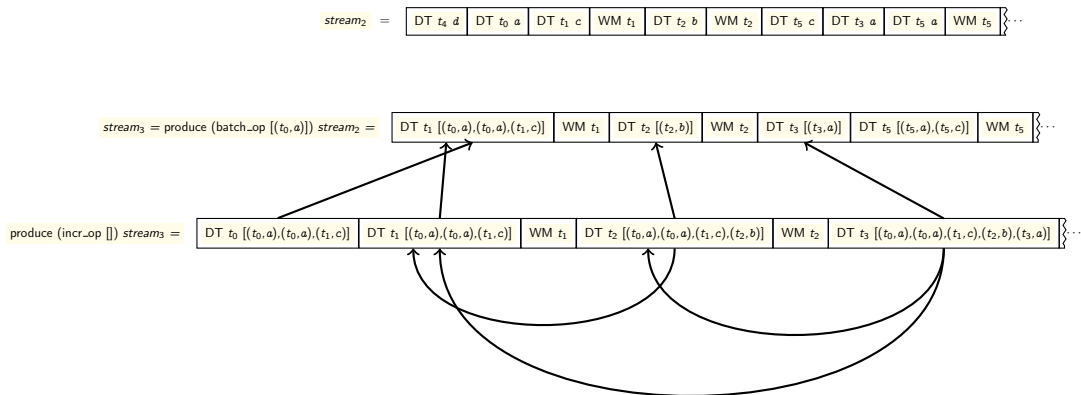 stream₂ = DT t₄ d DT t₀ a DT t₁ c WM t₁ DT t₂ b WM t₂ DT t₅ c DT t₃ a DT t₅ a WM t₅ ···
stream₃ = produce (batch_op [(t₀,a)]) stream₂ = DT t₁ [(t₀,a),(t₀,a),(t₁,c)] WM t₁ DT t₂ [(t₂,b)] WM t₂ DT t₃ [(t₃,a)] DT t₅ [(t₅,a),(t₅,c)] WM t₅ ···
produce (incr_op []) stream₃ = DT t₀ [(t₀,a),(t₀,a),(t₁,c)] DT t₁ [(t₀,a),(t₀,a),(t₁,c)] WM t₁ DT t₂ [(t₀,a),(t₀,a),(t₁,c),(t₂,b)] WM t₂ DT t₃ [(t₀,a),(t₀,a),(t₁,c),(t₂,b),(t₃,a)] ···